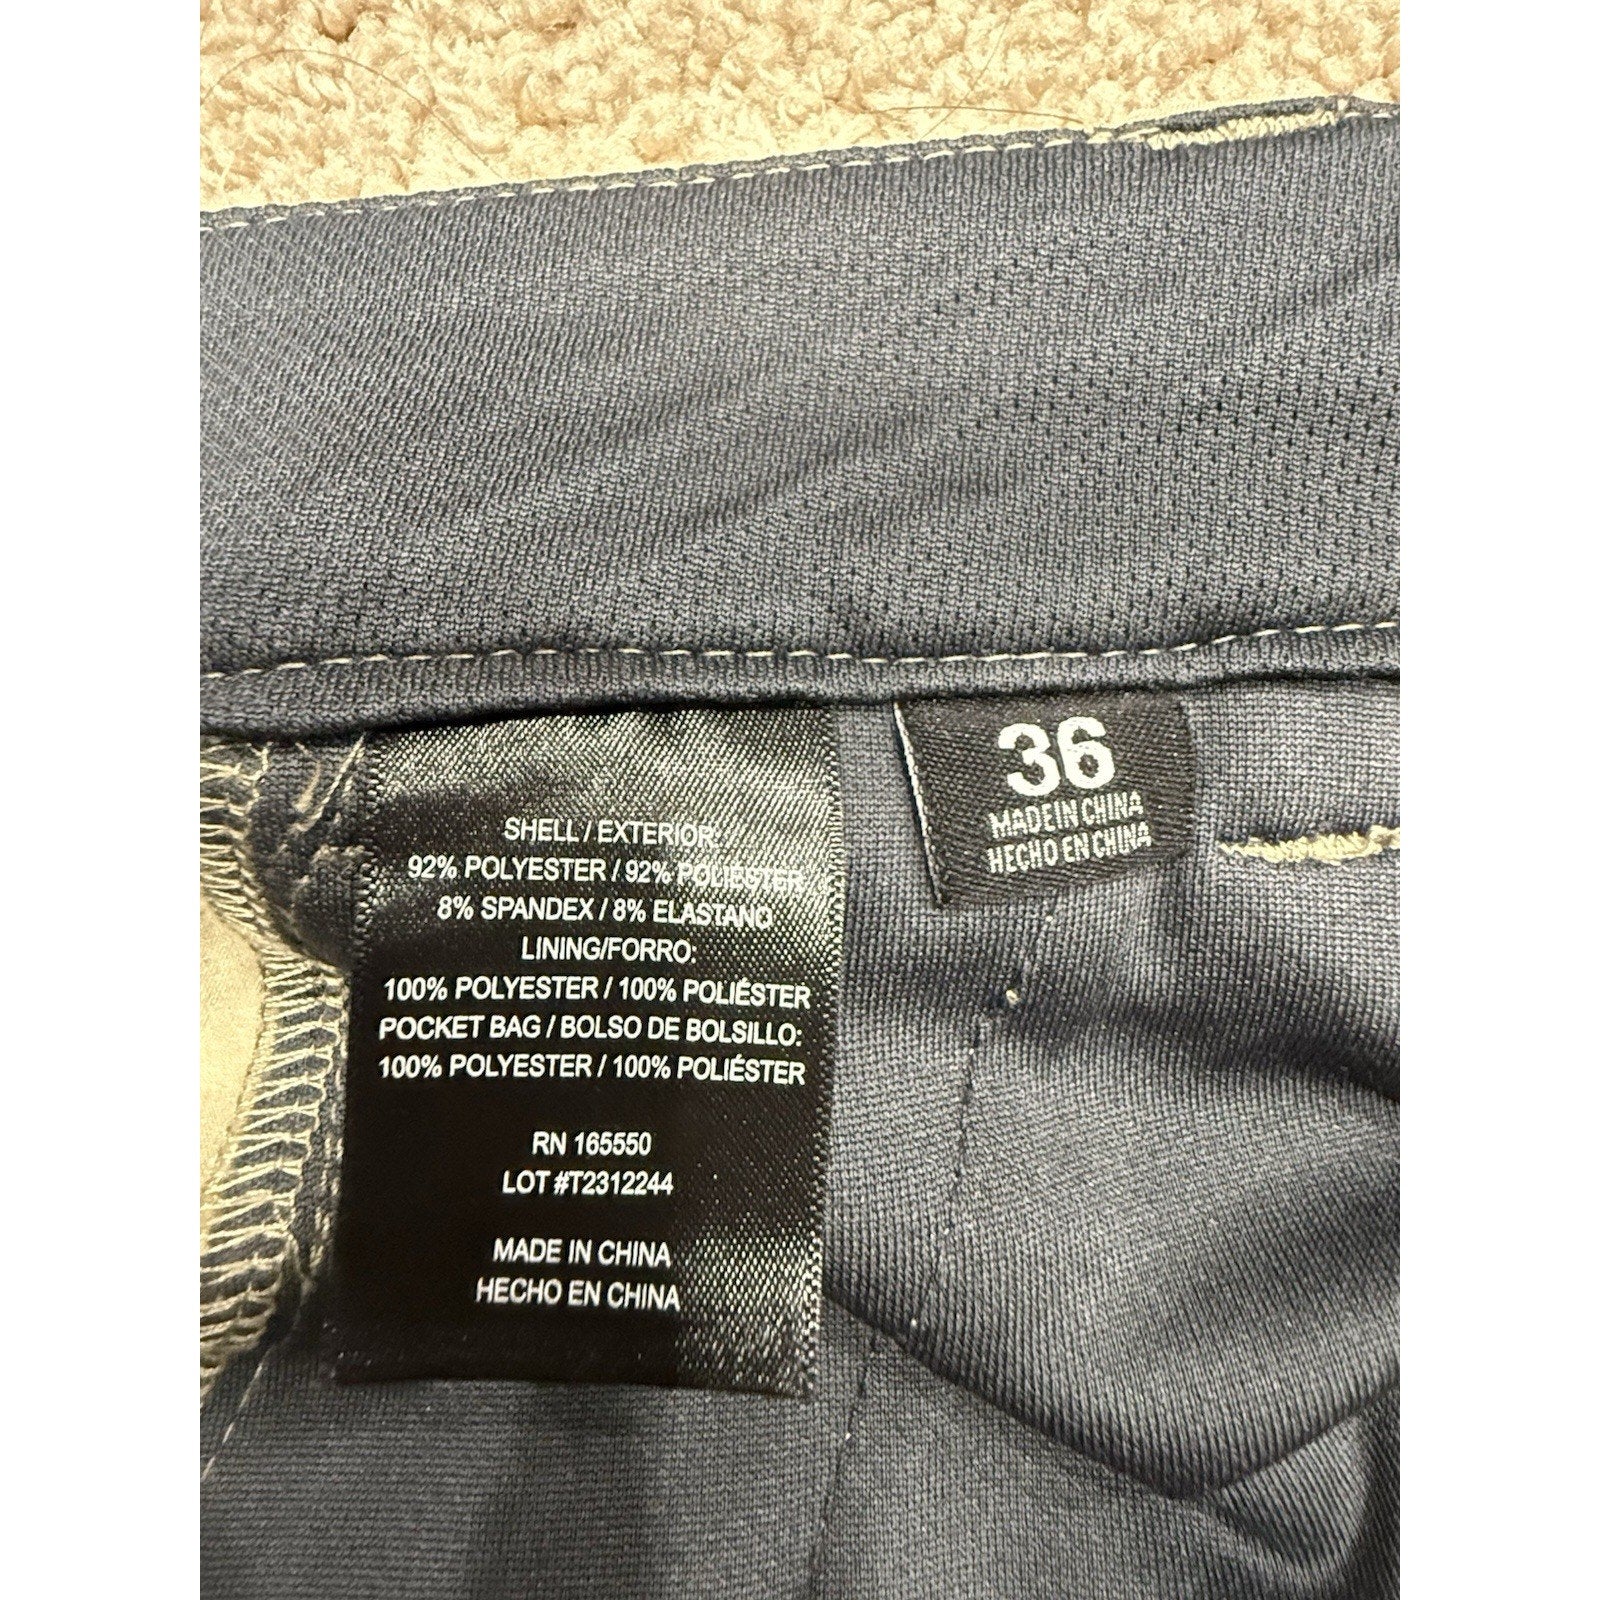 SHELL / EXTERIOR:
92% POLYESTER / 92% POLIÉSTER
8% SPANDEX / 8% ELASTANO
LINING/FORRO:
100% POLYESTER / 100% POLIÉSTER
POCKET BAG / BOLSO DE BOLSILLO:
100% POLYESTER / 100% POLIÉSTER
RN 165550
LOT #T2312244
MADE IN CHINA
HECHO EN CHINA
36
MADE IN CHINA
HECHO EN CHINA